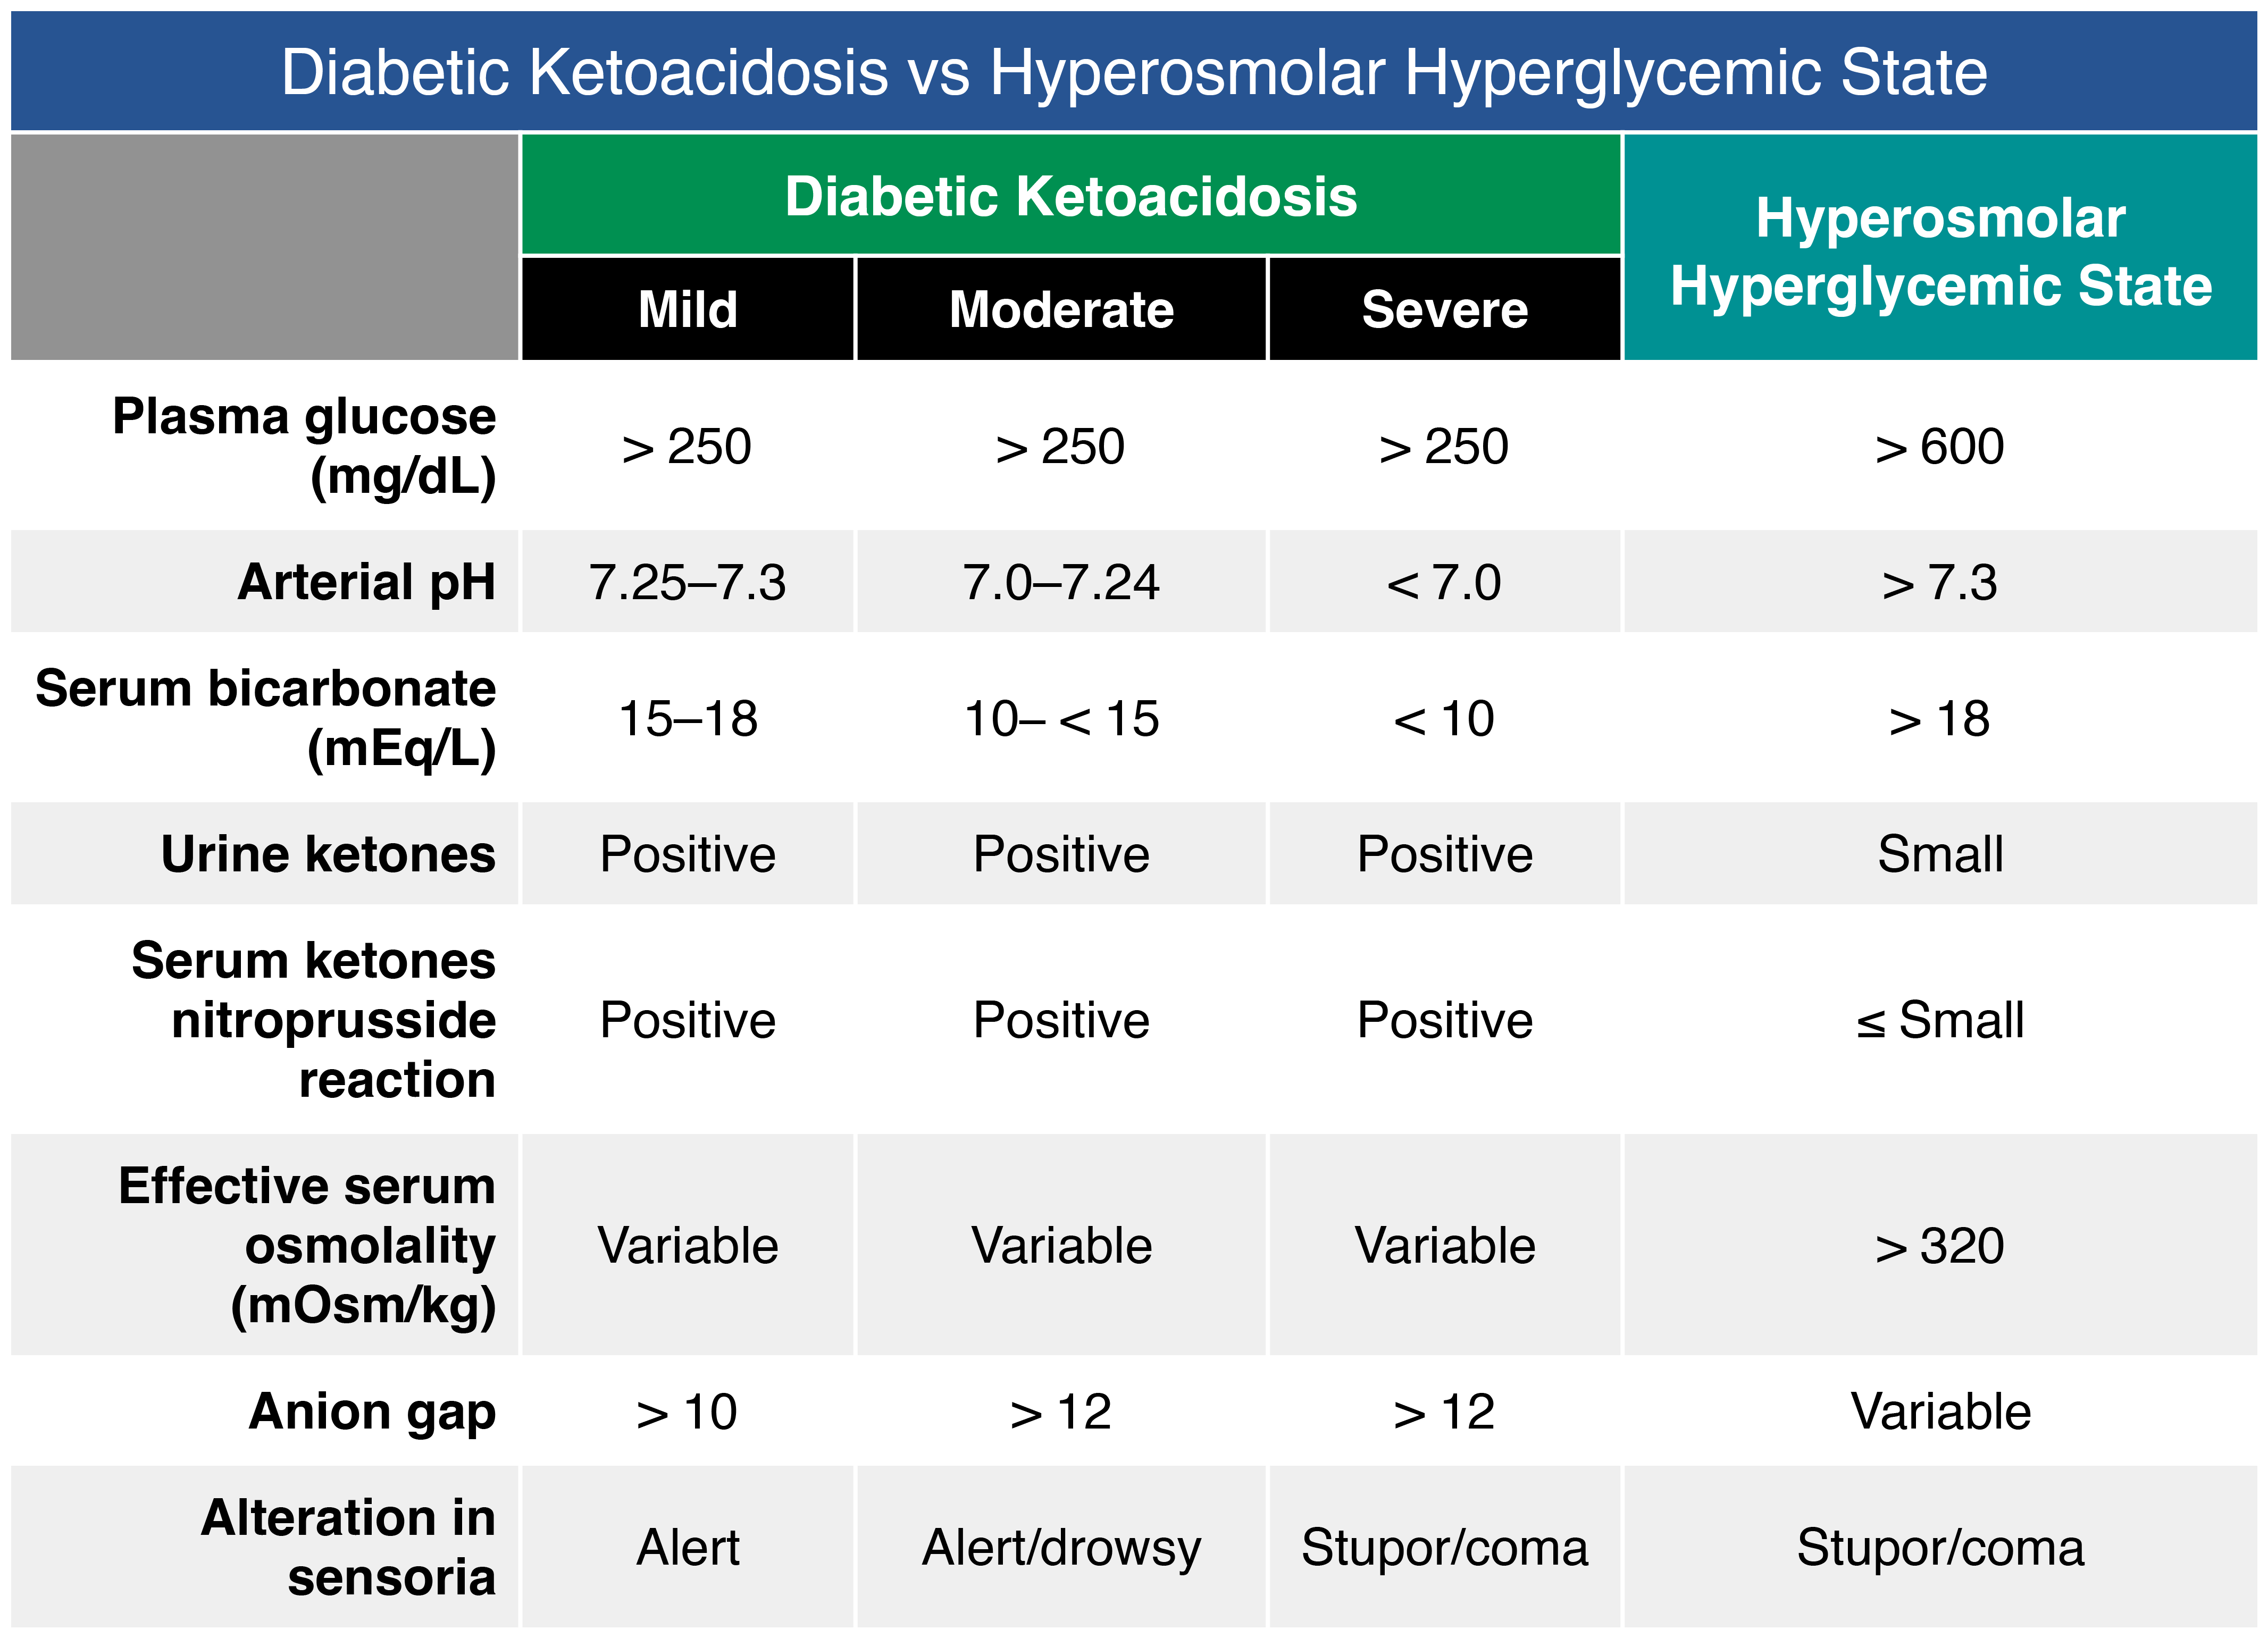 Diabetic Ketoacidosis vs Hyperosmolar Hyperglycemic State
Diabetic Ketoacidosis
Hyperosmolar
Hyperglycemic State
Mild
Moderate
Severe
Plasma glucose
(mg/dL)
> 250
> 250
> 250
> 600
Arterial pH
7.25–7.3
7.0–7.24
< 7.0
> 7.3
Serum bicarbonate
(mEq/L)
15–18
10– < 15
< 10
> 18
Urine ketones
Positive
Positive
Positive
Small
Serum ketones
nitroprusside
reaction
Positive
Positive
Positive
≤ Small
Effective serum
osmolality
(mOsm/kg)
Variable
Variable
Variable
> 320
Anion gap
> 10
> 12
> 12
Variable
Alteration in
sensoria
Alert
Alert/drowsy
Stupor/coma
Stupor/coma